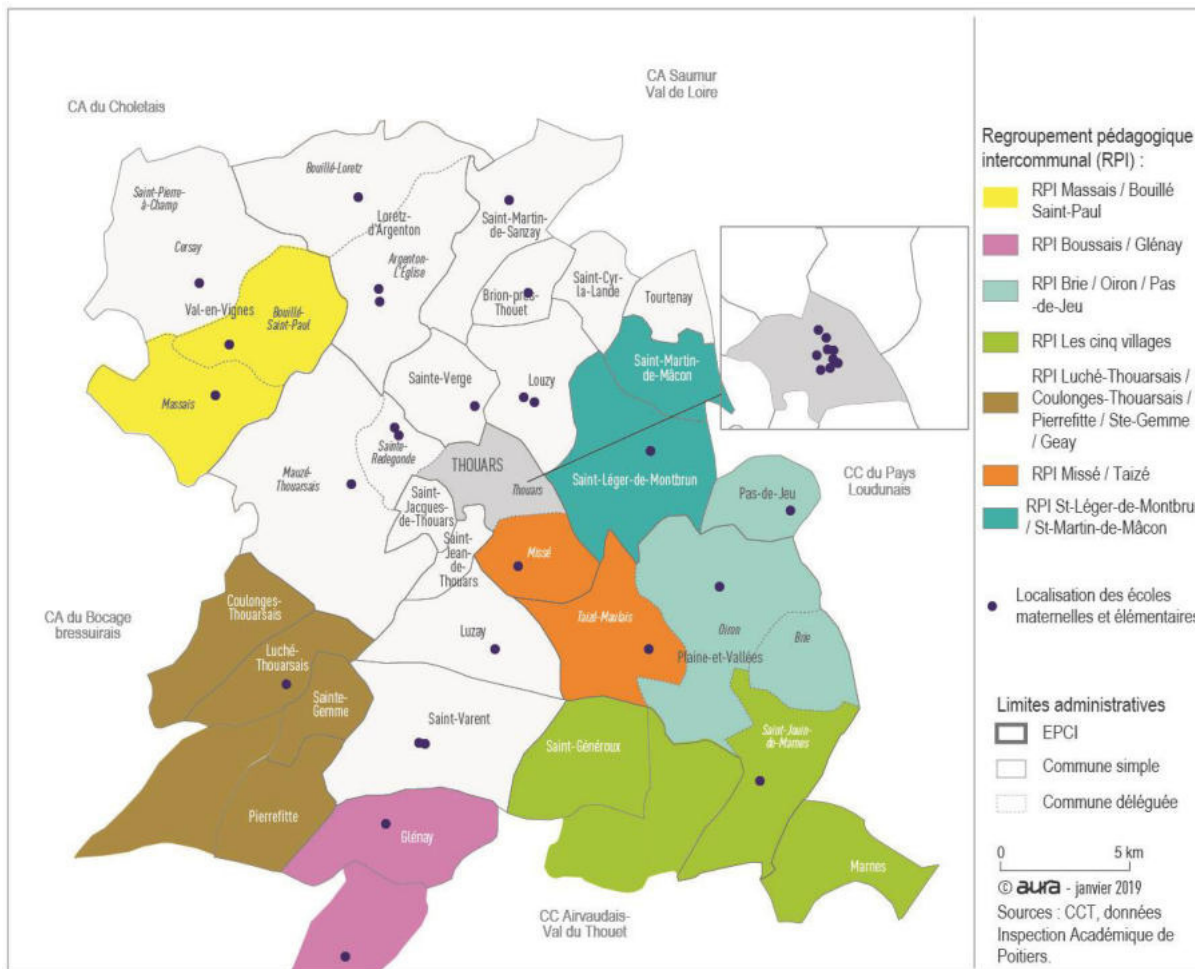 CA Saumur
Val de Loire
CA du Choletais
Bouillé-Loretz
Saint-Pierre-
à-Champ
Loretz-
d'Argenton
Saint-Martin-
de-Sanzay
Cersay
Argenton-
L'Eglise
Saint-Cyr-
la-Lande
Brion-près-
Thouet
Tourtenay
Val-en-Vignes
Bouillé-
Saint-Paul
Saint-Martin-
de-Mâcon
Sainte-Verge
Louzy
Massais
Sainte-
Radegonde
THOUARS
Mauzé-
Thouarsais
Thouars
Saint-Léger-de-Montbrun
CC du Pays
Loudunais
Pas-de-Jeu
Saint-
Jacques-
de-Thouars
Saint-
Jean-
de-
Thouars
Missé
CA du Bocage
bressuirais
Coulonges-
Thouarsais
Luzay
Taizé-Maulais
Oiron
Brie
Plaine-et-Vallées
Luché-
Thouarsais
Sainte-
Gemme
Saint-Varent
Saint-Généroux
Saint-Jouin-
de-Marnes
Pierrefitte
Glénay
Marnes
CC Airvaudais-
Val du Thouet
Regroupement pédagogique
intercommunal (RPI) :
RPI Massais / Bouillé
Saint-Paul
RPI Boussais / Glénay
RPI Brie / Oiron / Pas
-de-Jeu
RPI Les cinq villages
RPI Luché-Thouarsais /
Coulonges-Thouarsais /
Pierrefitte / Ste-Gemme
/ Geay
RPI Missé / Taizé
RPI St-Léger-de-Montbrun
/ St-Martin-de-Mâcon
Localisation des écoles
maternelles et élémentaires
Limites administratives
EPCI
Commune simple
Commune déléguée
0 5 km
© aura - janvier 2019
Sources : CCT, données
Inspection Académique de
Poitiers.